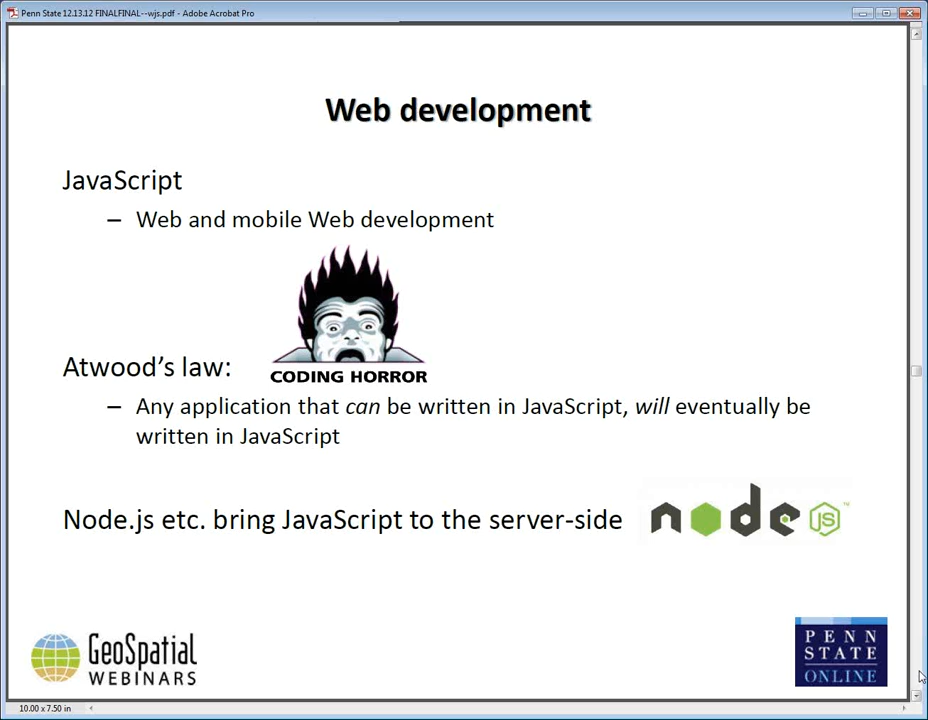 Penn State 12.13.12 FINALFINAL--wjs.pdf - Adobe Acrobat Pro
Web development
JavaScript
– Web and mobile Web development
CODING HORROR
Atwood’s law:
– Any application that can be written in JavaScript, will eventually be
written in JavaScript
Node.js etc. bring JavaScript to the server-side
node JS ™
GeoSpatial
WEBINARS
PENN
STATE
ONLINE
10.00 x 7.50 in